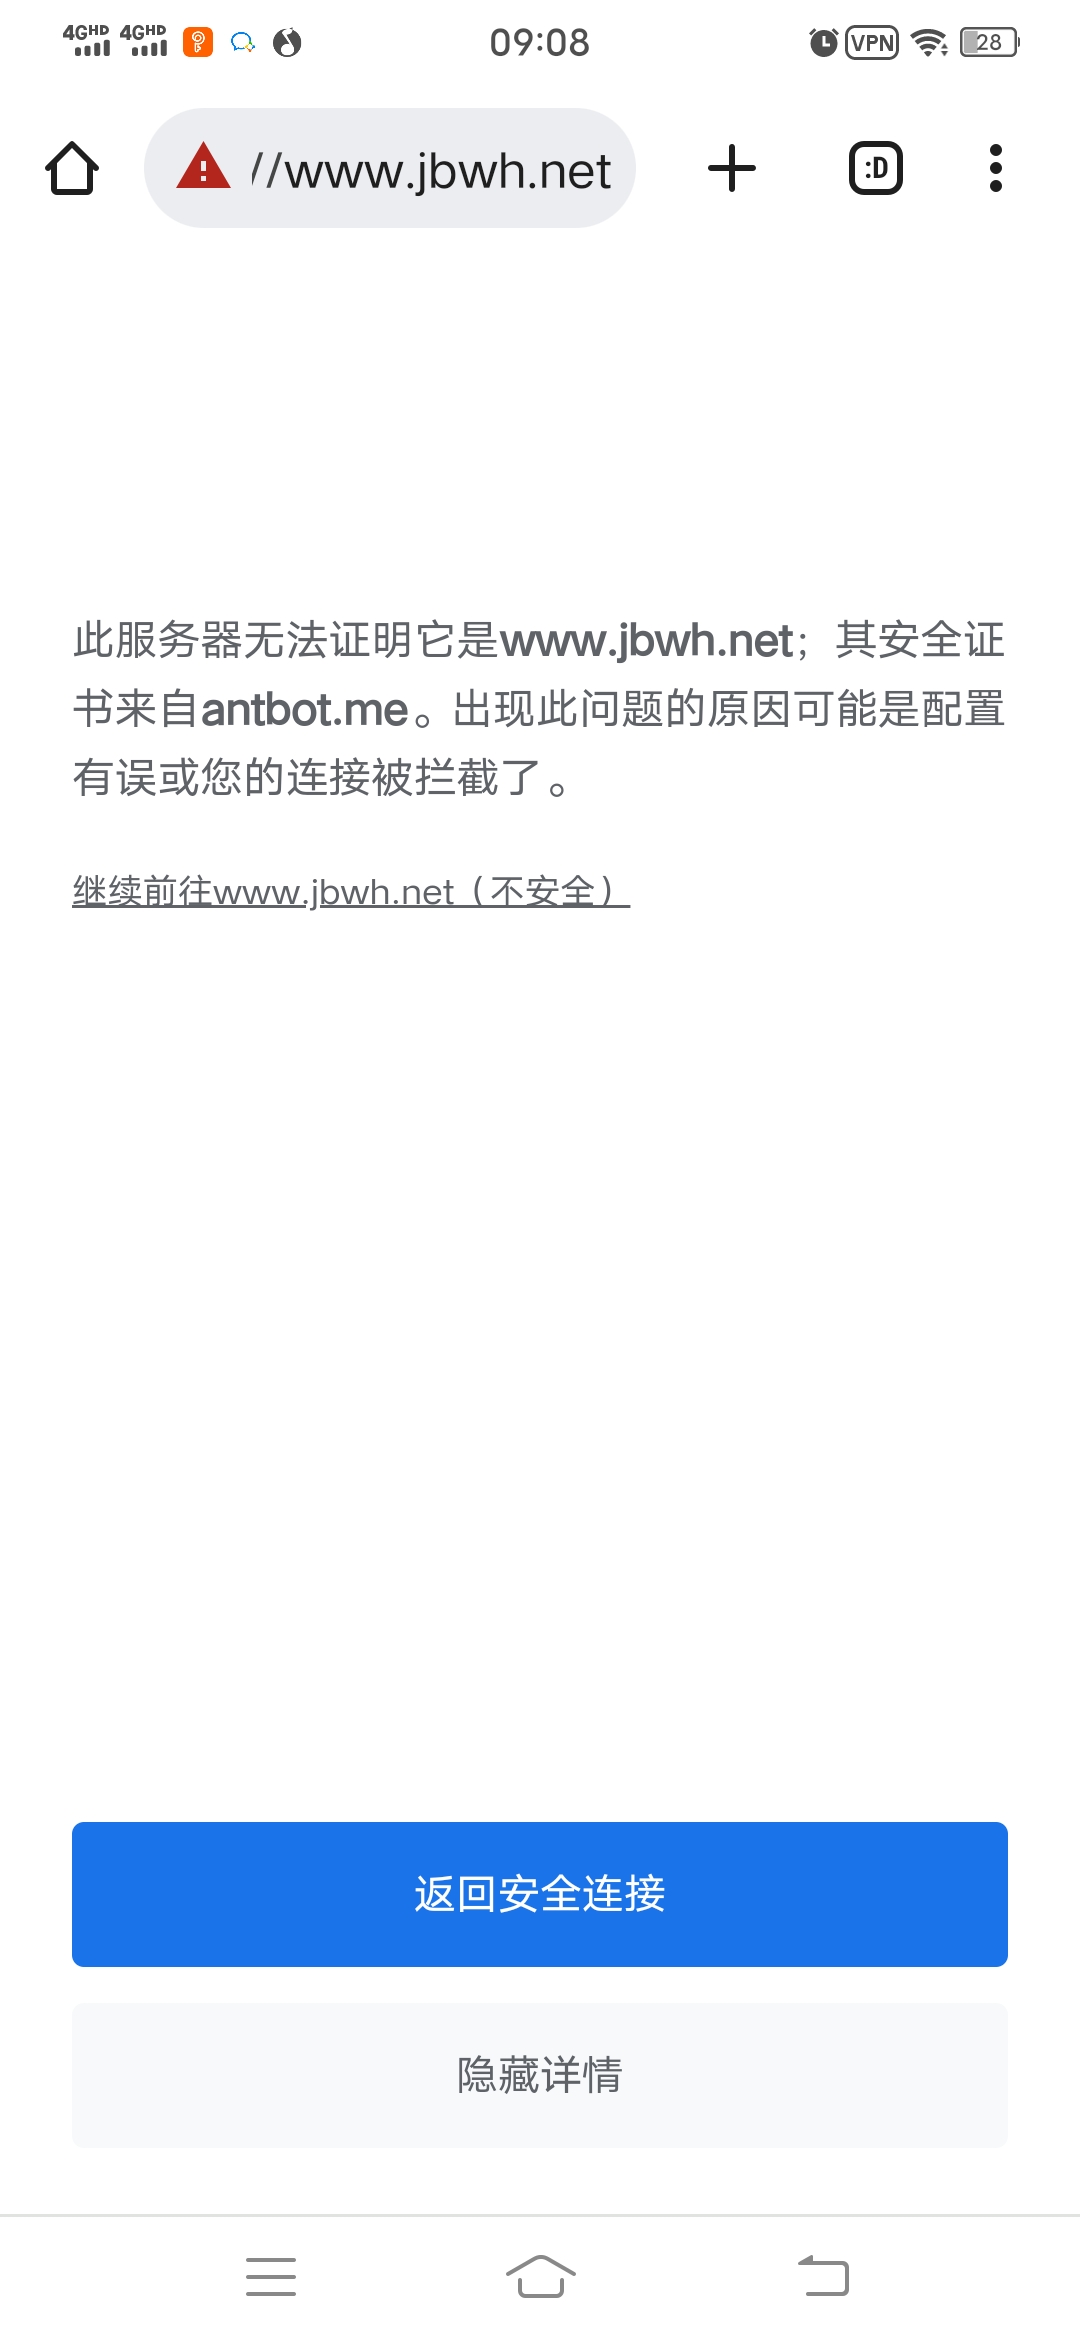 4GHD 4GHD 09:08 VPN 28
//www.jbwh.net :D
此服务器无法证明它是www.jbwh.net；其安全证
书来自antbot.me。出现此问题的原因可能是配置
有误或您的连接被拦截了。
继续前往www.jbwh.net（不安全）
返回安全连接
隐藏详情